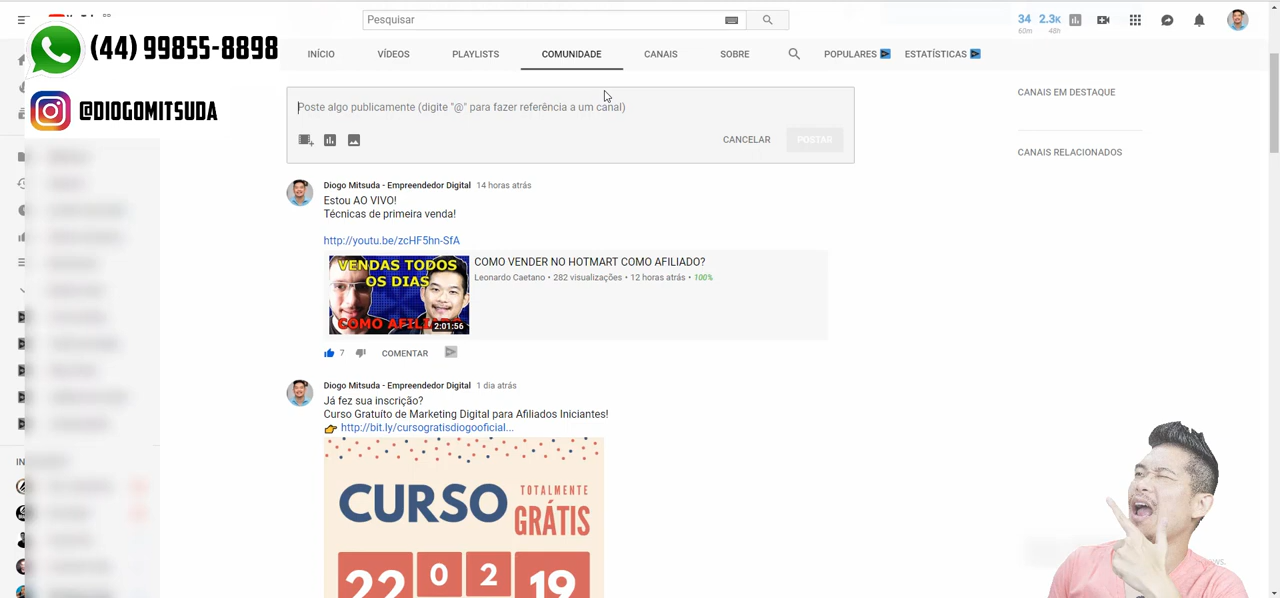 Pesquisar
34 2.3K
60m 48h
(44) 99855-8898
@DIOGOMITSUDA
INÍCIO VÍDEOS PLAYLISTS COMUNIDADE CANAIS SOBRE POPULARES ESTATÍSTICAS
Poste algo publicamente (digite "@" para fazer referência a um canal)
CANCELAR POSTAR
CANAIS EM DESTAQUE
CANAIS RELACIONADOS
Diogo Mitsuda - Empreendedor Digital 14 horas atrás
Estou AO VIVO!
Técnicas de primeira venda!
http://youtu.be/zcHF5hn-SfA
VENDAS TODOS
OS DIAS
2:01:56
COMO VENDER NO HOTMART COMO AFILIADO?
Leonardo Caetano • 282 visualizações • 12 horas atrás • 100%
7 COMENTAR
Diogo Mitsuda - Empreendedor Digital 1 dia atrás
Já fez sua inscrição?
Curso Gratuíto de Marketing Digital para Afiliados Iniciantes!
http://bit.ly/cursogratisdiogooficial...
CURSO TOTALMENTE
GRÁTIS
22 0 2 19